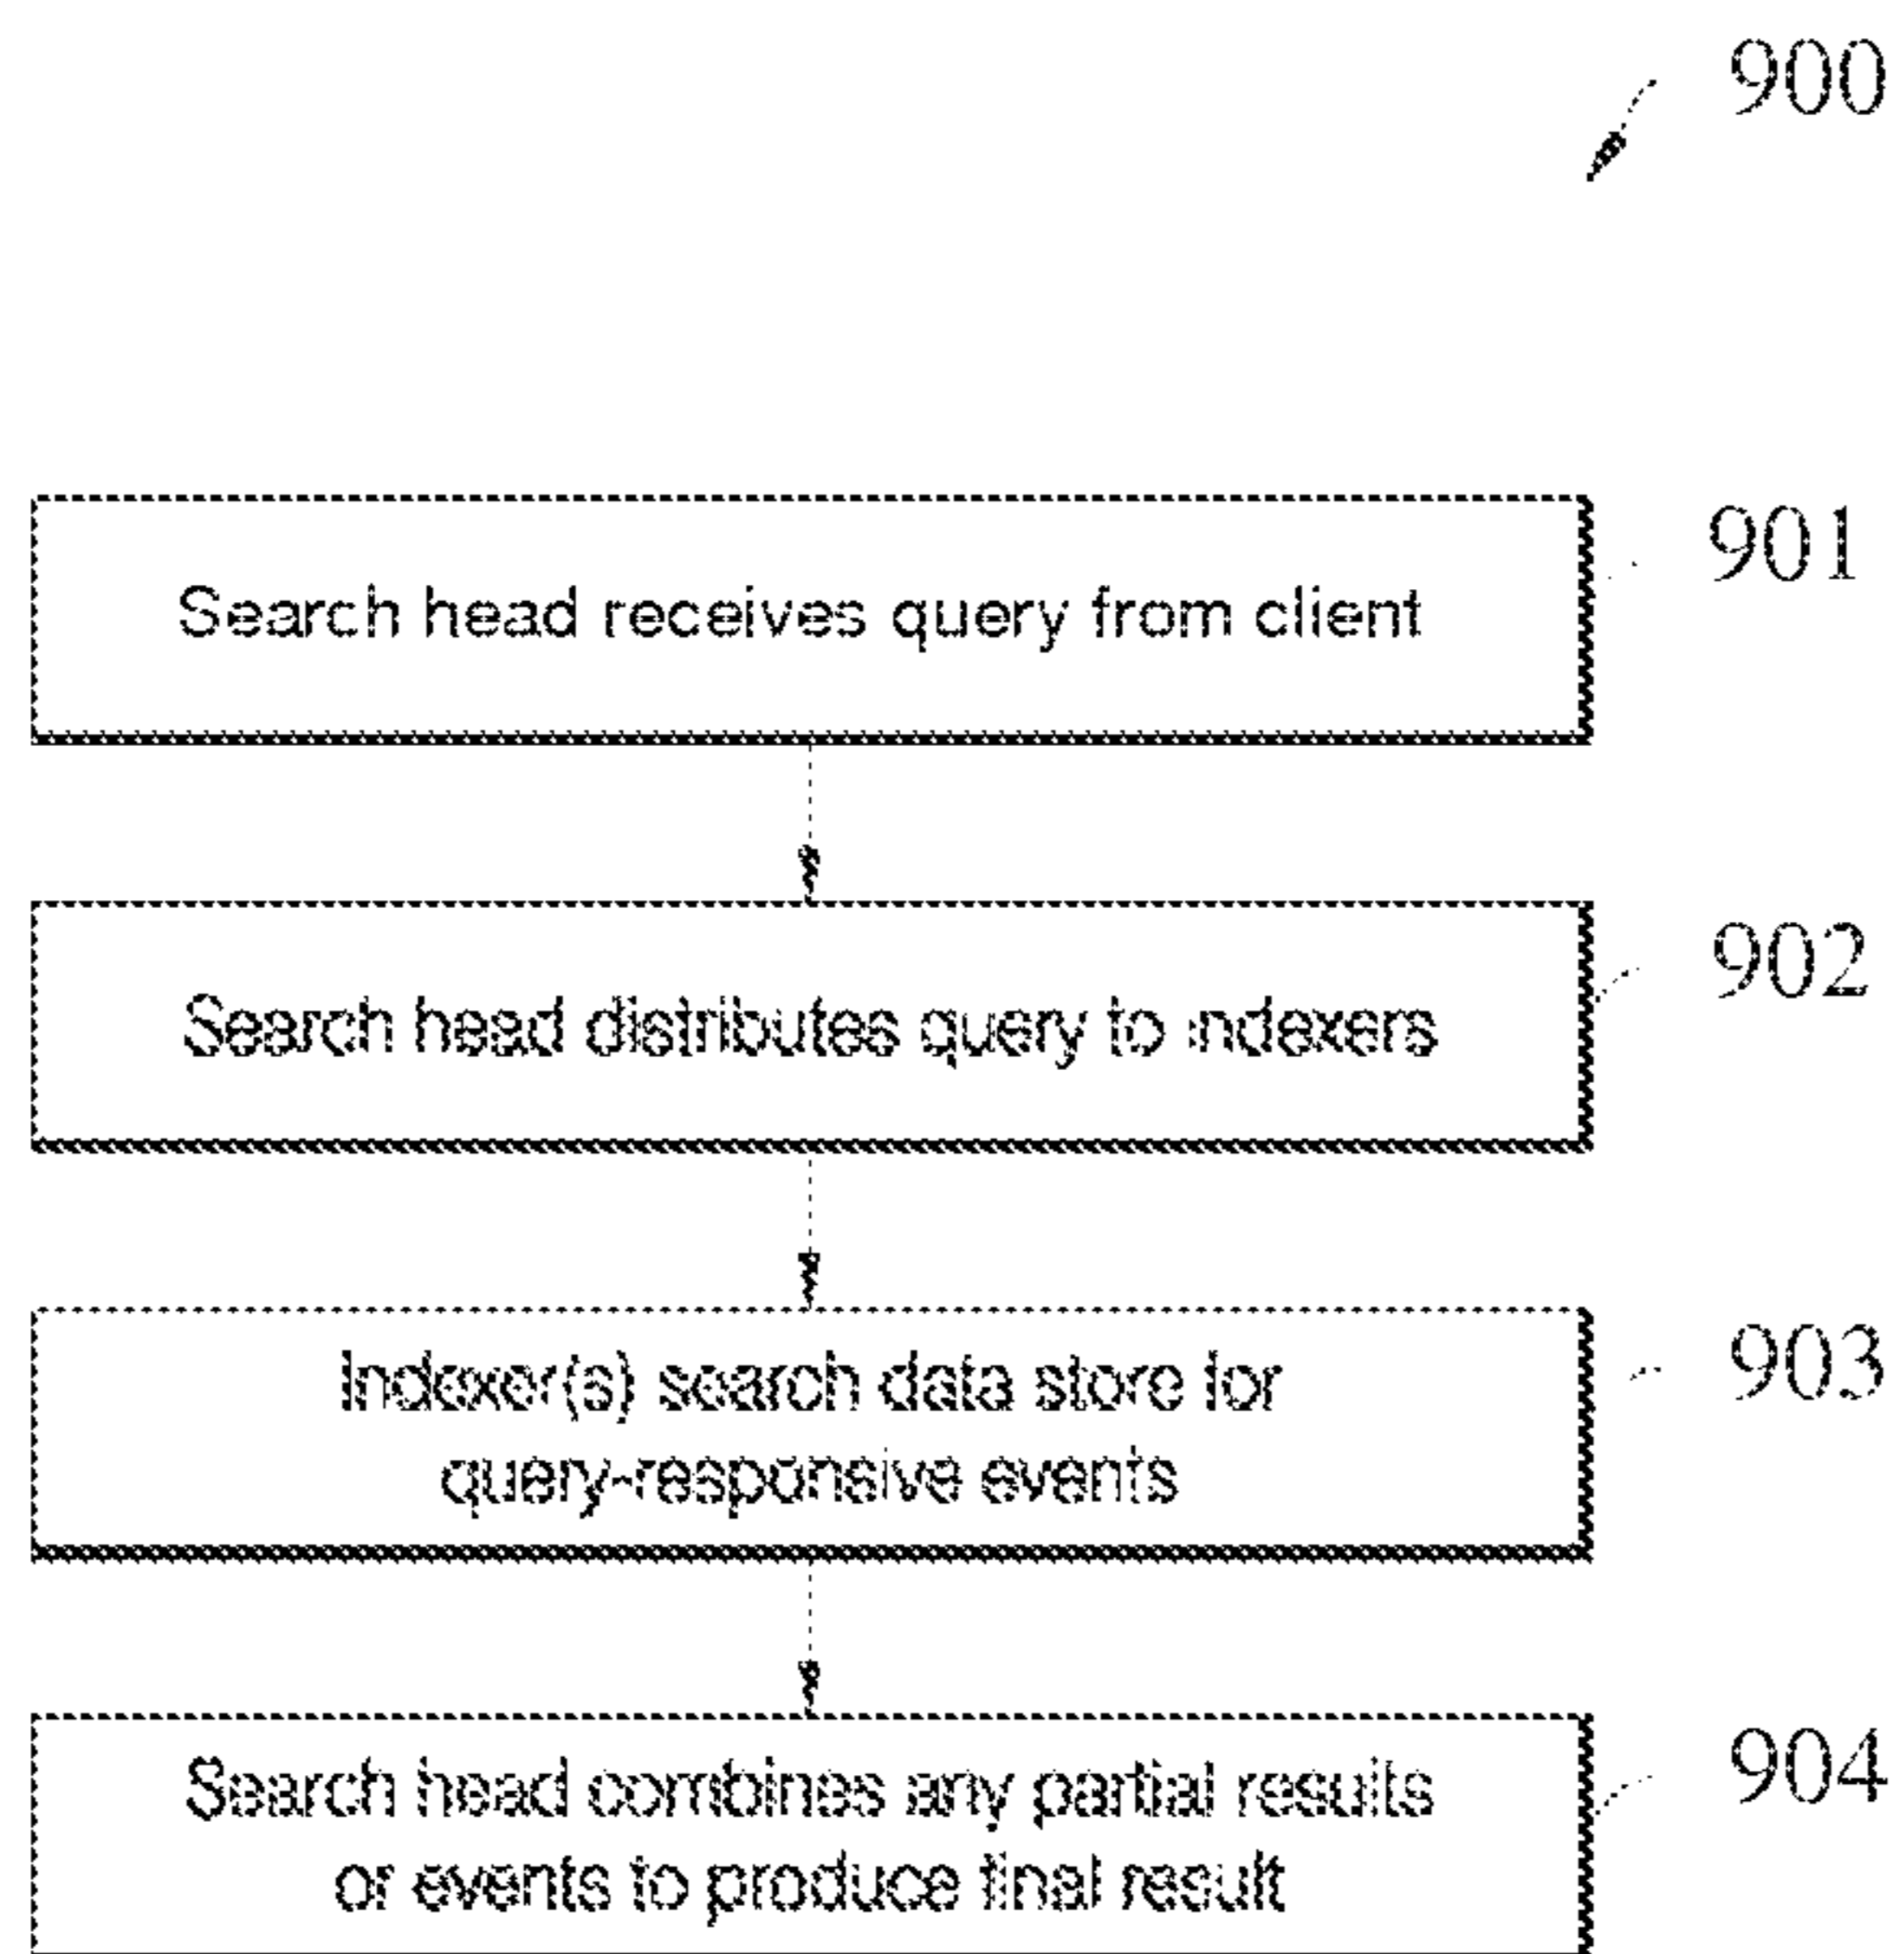 900
901
Search head receives query from client
902
Search head distributes query to indexers
903
Indexer(s) search data store for
query-responsive events
904
Search head combines any partial results
or events to produce final result